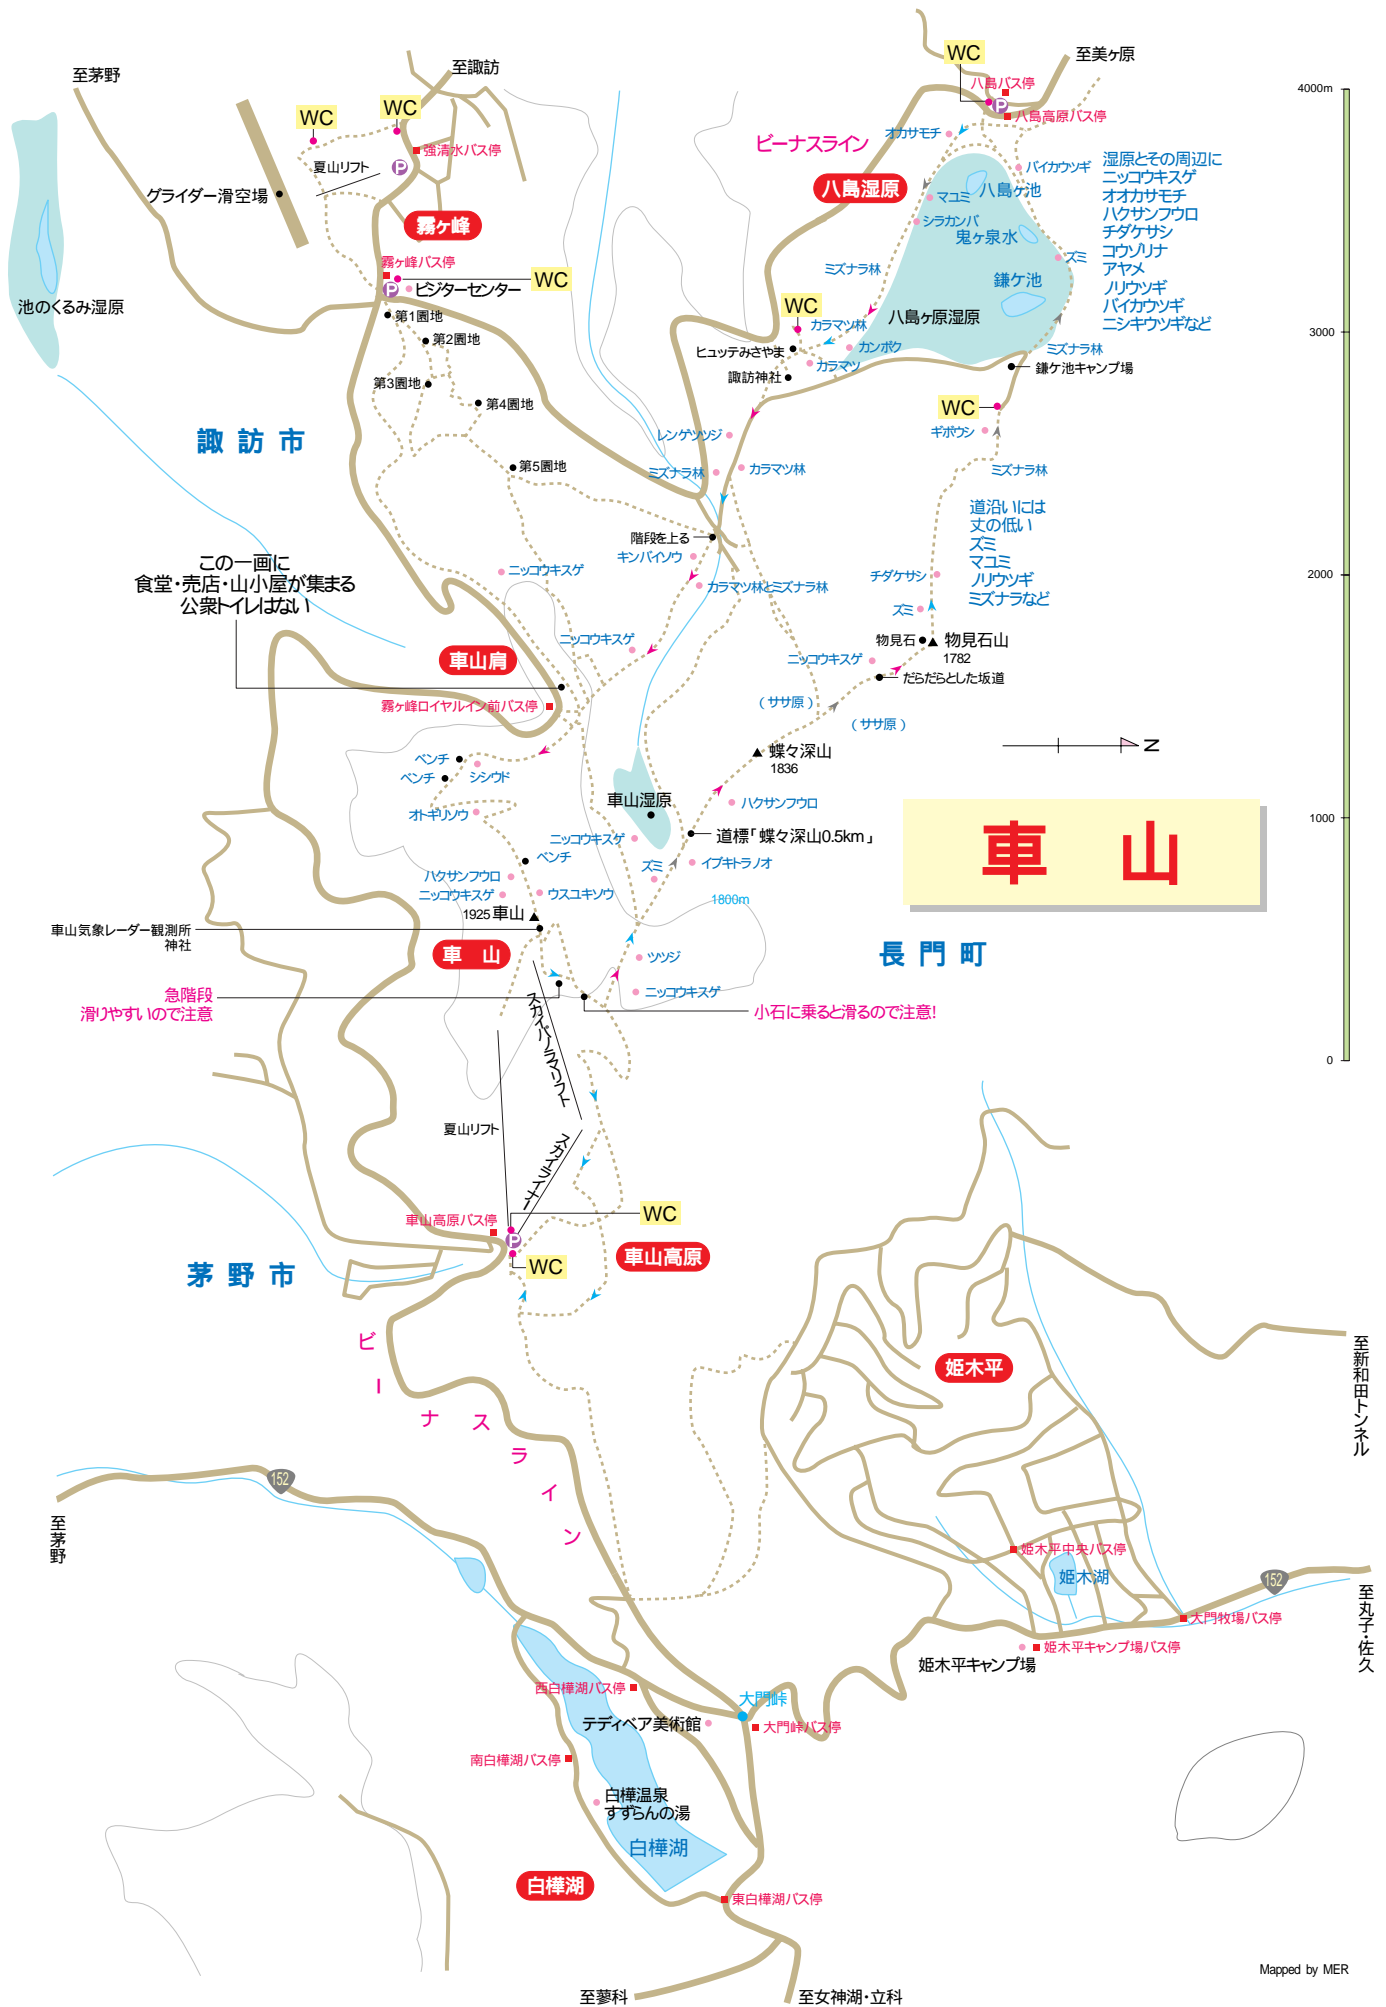 WC
至美ヶ原
至諏訪
至茅野
八島バス停
4000m
P
八島高原バス停
WC
WC
オカサモチ
ビーナスライン
強清水バス停
夏山リフト
P
バイカウツギ
湿原とその周辺に
ニッコウキスゲ
オオカサモチ
ハクサンフウロ
チダケサシ
コウゾリナ
アヤメ
ノリウツギ
バイカウツギ
ニシキウツギなど
グライダー滑空場
八島湿原
八島ヶ池
マユミ
シラカンバ
鬼ヶ泉水
霧ヶ峰
ズミ
霧ヶ峰バス停
WC
ミズナラ林
鎌ケ池
P
ビジターセンター
池のくるみ湿原
WC
第1園地
八島ヶ原湿原
カラマツ林
3000
第2園地
ヒュッテみさやま
カンボク
ミズナラ林
カラマツ
鎌ケ池キャンプ場
諏訪神社
第3園地
第4園地
WC
ギボウシ
諏訪市
レンゲツツジ
第5園地
ミズナラ林
カラマツ林
ミズナラ林
道沿いには
丈の低い
ズミ
マユミ
ノリウツギ
ミズナラなど
階段を上る
キンバイソウ
この一画に
食堂・売店・山小屋が集まる
公衆トイレはない
ニッコウキスゲ
カラマツ林とミズナラ林
チダケサシ
2000
ズミ
ニッコウキスゲ
物見石
物見石山
1782
車山肩
ニッコウキスゲ
だらだらとした坂道
霧ヶ峰ロイヤルイン前バス停
（ササ原）
（ササ原）
N
ベンチ
ベンチ
シシウド
蝶々深山
1836
車山湿原
ハクサンフウロ
オトギリソウ
1000
道標「蝶々深山0.5km」
車　山
ニッコウキスゲ
ベンチ
ズミ
イブキトラノオ
ハクサンフウロ
ニッコウキスゲ
ウスユキソウ
1800m
1925 車山
車山気象レーダー観測所
神社
車　山
長門町
ツツジ
急階段
滑りやすいので注意
ニッコウキスゲ
小石に乗ると滑るので注意!
スカイパノラマリフト
0
夏山リフト
スカイライナー
車山高原バス停
WC
P
車山高原
WC
茅野市
ビーナスライン
至新和田トンネル
姫木平
152
至茅野
姫木平中央バス停
姫木湖
152
至丸子・佐久
大門牧場バス停
姫木平キャンプ場バス停
姫木平キャンプ場
西白樺湖バス停
大門峠
テディベア美術館
大門峠バス停
南白樺湖バス停
白樺温泉
すずらんの湯
白樺湖
白樺湖
東白樺湖バス停
Mapped by MER
至蓼科
至女神湖・立科